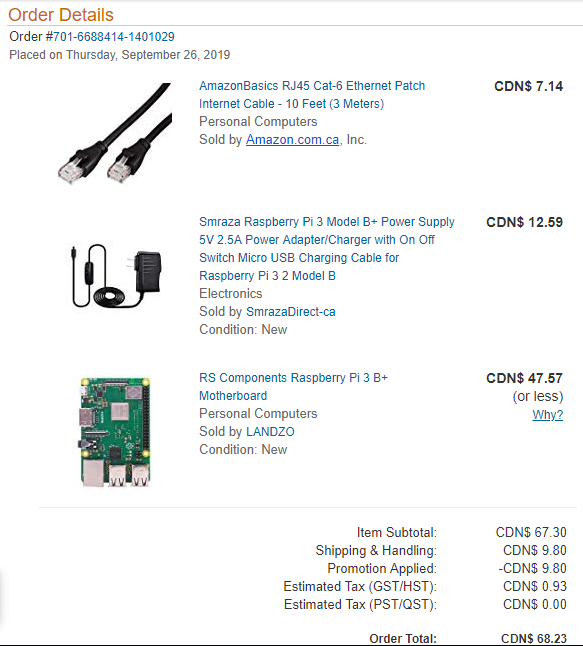 Order Details
Order #701-6688414-1401029
Placed on Thursday, September 26, 2019
AmazonBasics RJ45 Cat-6 Ethernet Patch CDN$ 7.14
Internet Cable - 10 Feet (3 Meters)
Personal Computers
Sold by Amazon.com.ca, Inc.
Smraza Raspberry Pi 3 Model B+ Power Supply CDN$ 12.59
5V 2.5A Power Adapter/Charger with On Off
Switch Micro USB Charging Cable for
Raspberry Pi 3 2 Model B
Electronics
Sold by SmrazaDirect-ca
Condition: New
RS Components Raspberry Pi 3 B+ CDN$ 47.57
Motherboard (or less)
Personal Computers Why?
Sold by LANDZO
Condition: New
Item Subtotal: CDN$ 67.30
Shipping & Handling: CDN$ 9.80
Promotion Applied: -CDN$ 9.80
Estimated Tax (GST/HST): CDN$ 0.93
Estimated Tax (PST/QST): CDN$ 0.00
Order Total: CDN$ 68.23